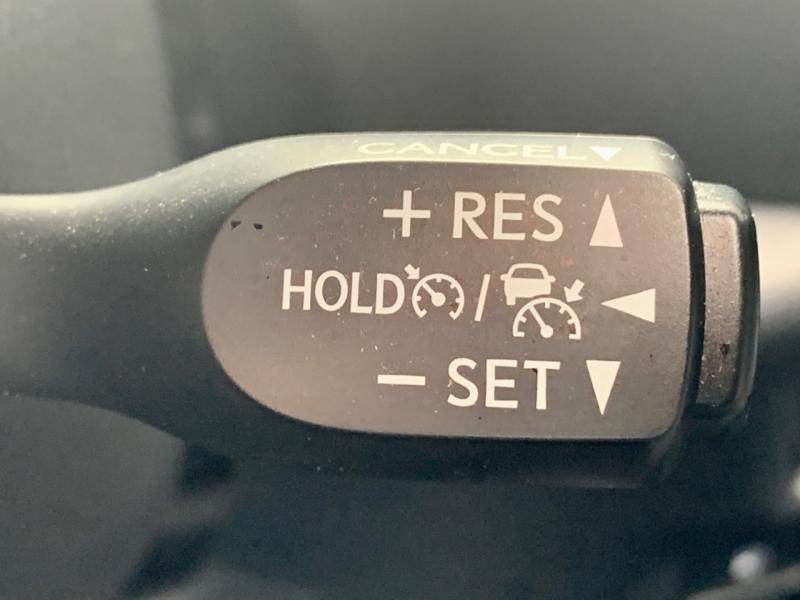 CANCEL▼
+ RES ▲
HOLD / ◀
− SET ▼